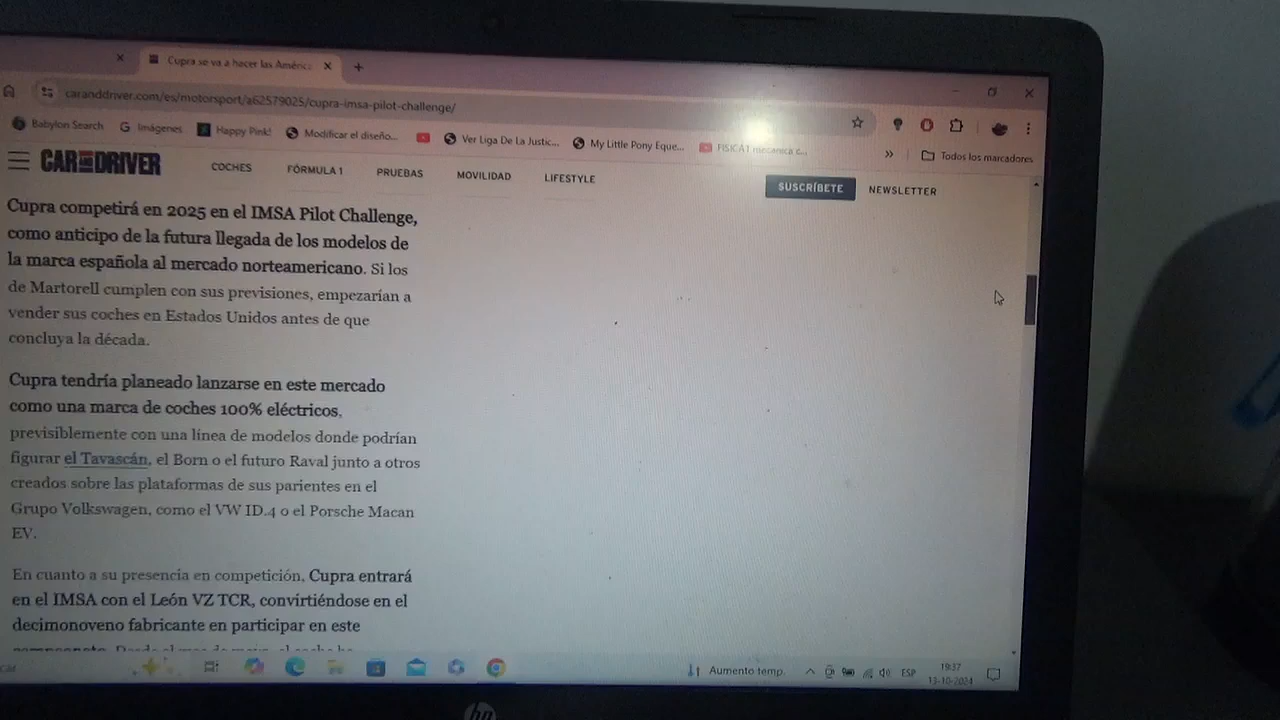 Cupra se va a hacer las América
caranddriver.com/es/motorsport/a62579025/cupra-imsa-pilot-challenge/
Babylon Search
Imágenes
Happy Pink!
Modificar el diseño...
Ver Liga De La Justic...
My Little Pony Eque...
FISICA1 mecanica c...
»
Todos los marcadores
CAR AND DRIVER
COCHES
FÓRMULA 1
PRUEBAS
MOVILIDAD
LIFESTYLE
SUSCRÍBETE
NEWSLETTER
Cupra competirá en 2025 en el IMSA Pilot Challenge,
como anticipo de la futura llegada de los modelos de
la marca española al mercado norteamericano. Si los
de Martorell cumplen con sus previsiones, empezarían a
vender sus coches en Estados Unidos antes de que
concluya la década.
Cupra tendría planeado lanzarse en este mercado
como una marca de coches 100% eléctricos,
previsiblemente con una línea de modelos donde podrían
figurar el Tavascán, el Born o el futuro Raval junto a otros
creados sobre las plataformas de sus parientes en el
Grupo Volkswagen, como el VW ID.4 o el Porsche Macan
EV.
En cuanto a su presencia en competición, Cupra entrará
en el IMSA con el León VZ TCR, convirtiéndose en el
decimonoveno fabricante en participar en este
Aumento temp.
ESP
19:37
13-10-2024
hp